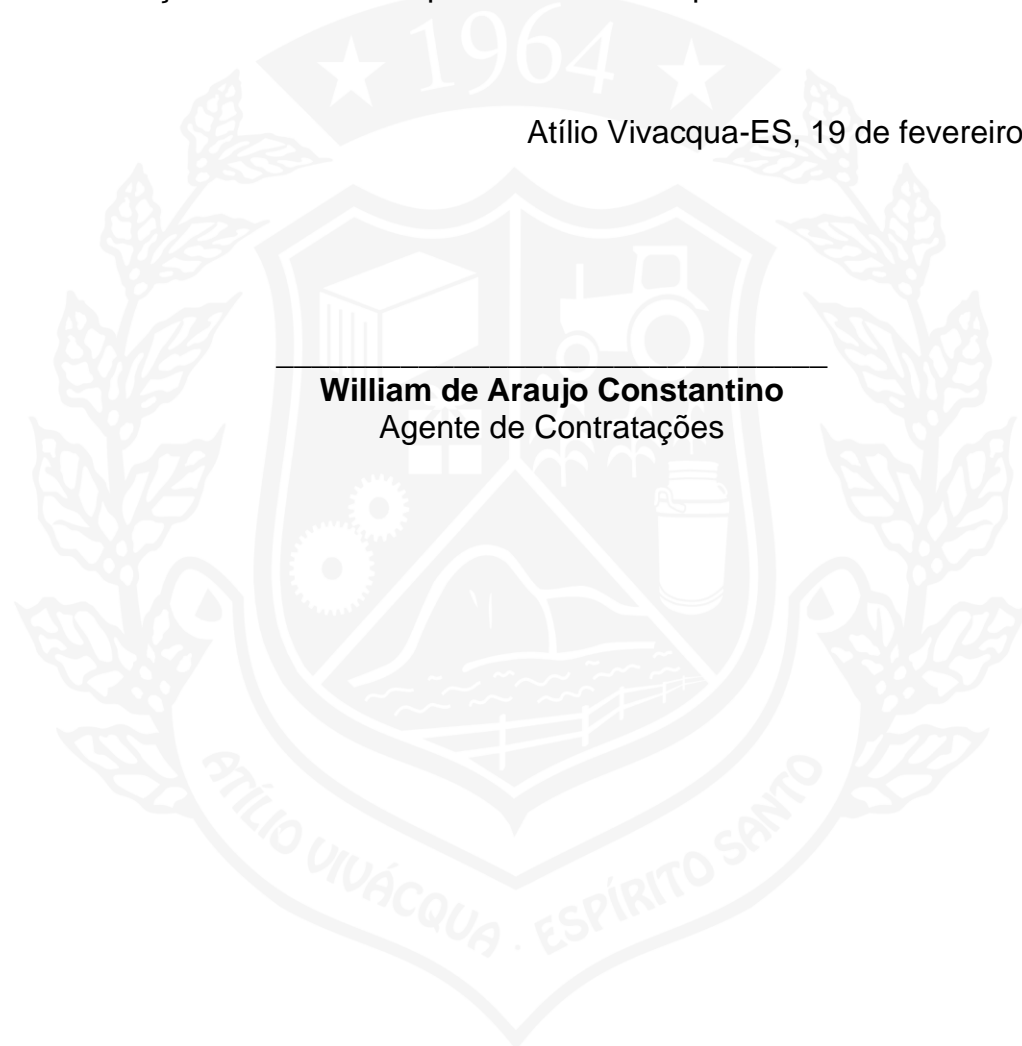 1964
Atílio Vivacqua-ES, 19 de fevereiro
William de Araujo Constantino
Agente de Contratações
ATÍLIO VIVÁCQUA . ESPÍRITO SANTO